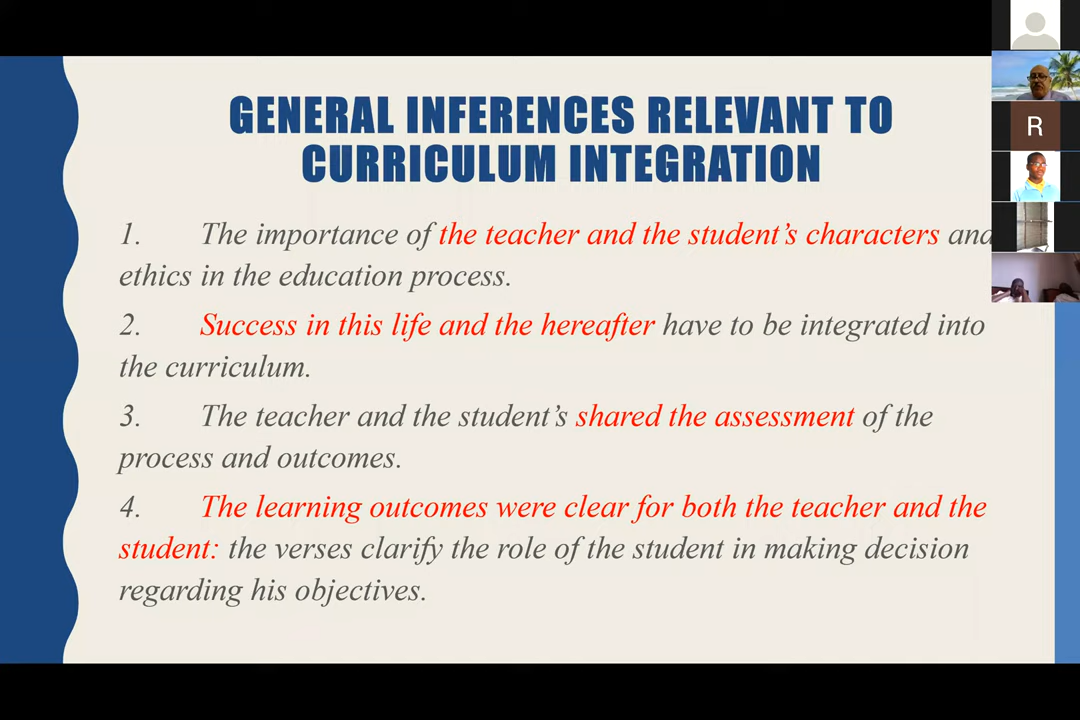 GENERAL INFERENCES RELEVANT TO
CURRICULUM INTEGRATION
1. The importance of the teacher and the student’s characters and
ethics in the education process.
2. Success in this life and the hereafter have to be integrated into
the curriculum.
3. The teacher and the student’s shared the assessment of the
process and outcomes.
4. The learning outcomes were clear for both the teacher and the
student: the verses clarify the role of the student in making decision
regarding his objectives.
R